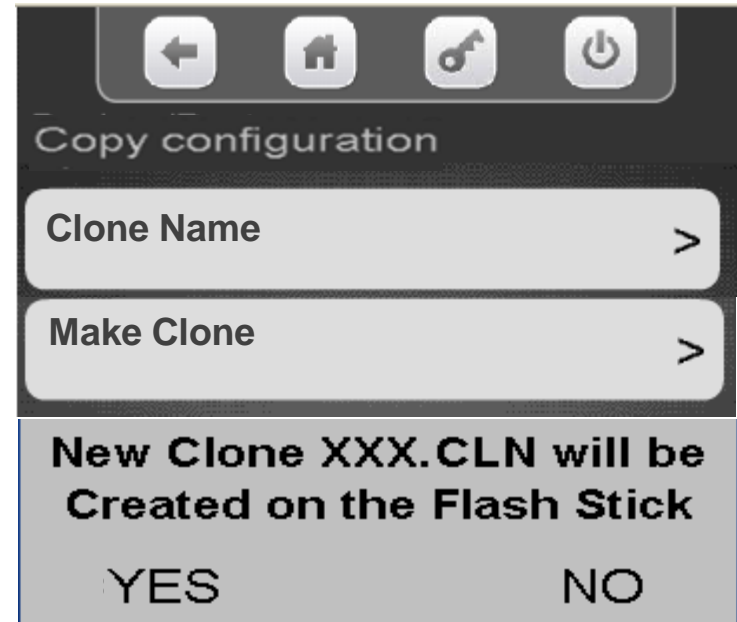 Copy configuration
Clone Name >
Make Clone >
New Clone XXX.CLN will be
Created on the Flash Stick
YES NO